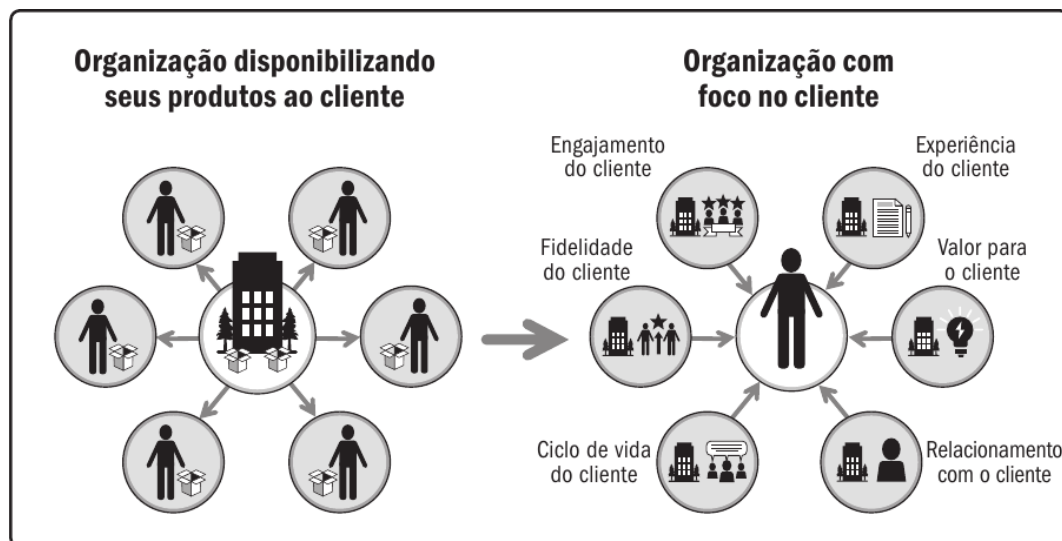 Organização disponibilizando
seus produtos ao cliente
Organização com
foco no cliente
Engajamento
do cliente
Experiência
do cliente
Fidelidade
do cliente
Valor para
o cliente
Ciclo de vida
do cliente
Relacionamento
com o cliente